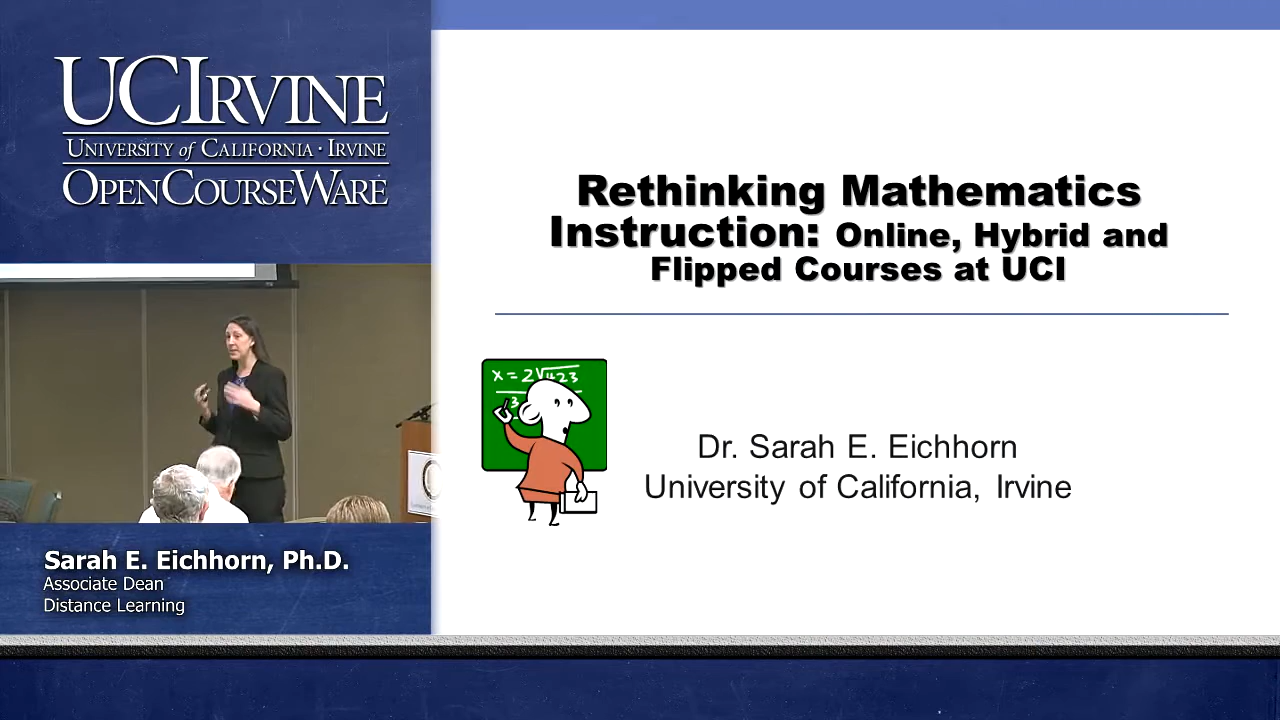 UCIRVINE
UNIVERSITY of CALIFORNIA · IRVINE
OPENCOURSEWARE
Sarah E. Eichhorn, Ph.D.
Associate Dean
Distance Learning
Rethinking Mathematics
Instruction: Online, Hybrid and
Flipped Courses at UCI
x = 2√423
3
Dr. Sarah E. Eichhorn
University of California, Irvine